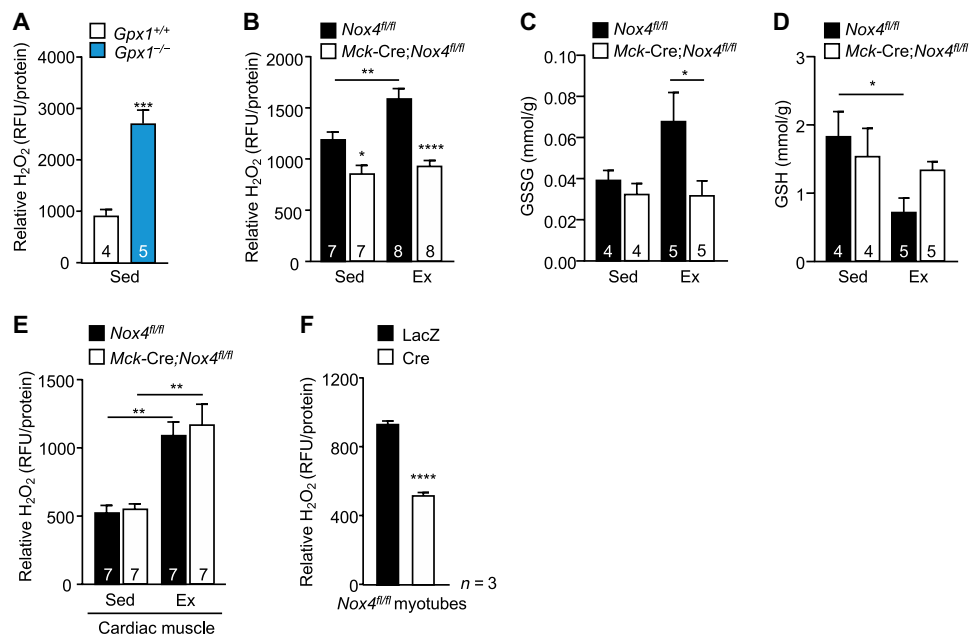 A
Gpx1+/+
Gpx1–/–
Relative H2O2 (RFU/protein)
4000
3000
2000
1000
0
***
4
5
Sed
B
Nox4fl/fl
Mck-Cre;Nox4fl/fl
Relative H2O2 (RFU/protein)
2000
1500
1000
500
0
**
*
****
7
7
8
8
Sed
Ex
C
Nox4fl/fl
Mck-Cre;Nox4fl/fl
GSSG (mmol/g)
0.10
0.08
0.06
0.04
0.02
0.00
*
4
4
5
5
Sed
Ex
D
Nox4fl/fl
Mck-Cre;Nox4fl/fl
GSH (mmol/g)
3
2
1
0
*
4
4
5
5
Sed
Ex
E
Nox4fl/fl
Mck-Cre;Nox4fl/fl
Relative H2O2 (RFU/protein)
1500
1000
500
0
**
**
7
7
7
7
Sed
Ex
Cardiac muscle
F
LacZ
Cre
Relative H2O2 (RFU/protein)
1200
900
800
400
0
****
n = 3
Nox4fl/fl myotubes